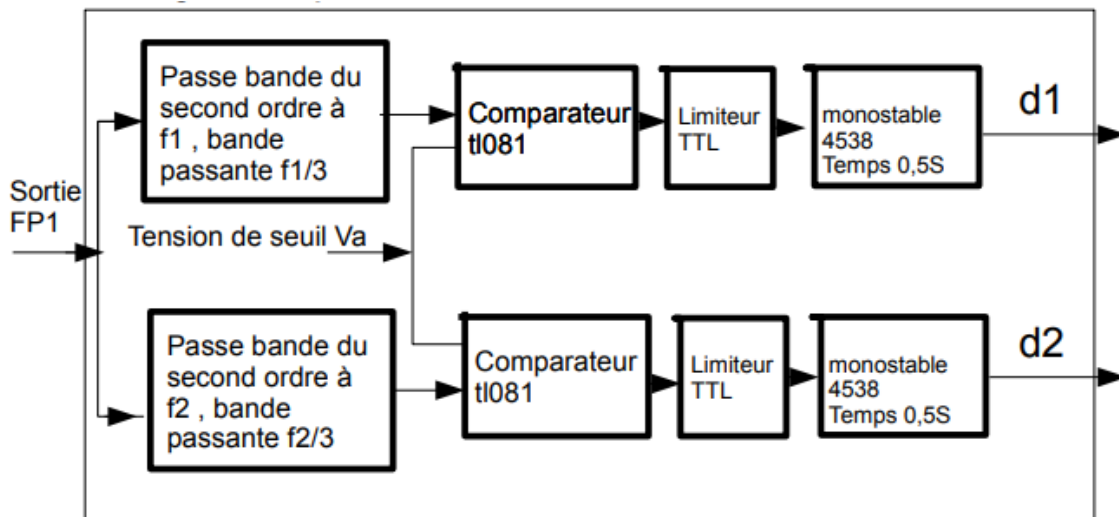 Passe bande du
second ordre à
f1 , bande
passante f1/3
Comparateur
tl081
Limiteur
TTL
monostable
4538
Temps 0,5S
d1
Sortie
FP1
Tension de seuil Va
Passe bande du
second ordre à
f2 , bande
passante f2/3
Comparateur
tl081
Limiteur
TTL
monostable
4538
Temps 0,5S
d2